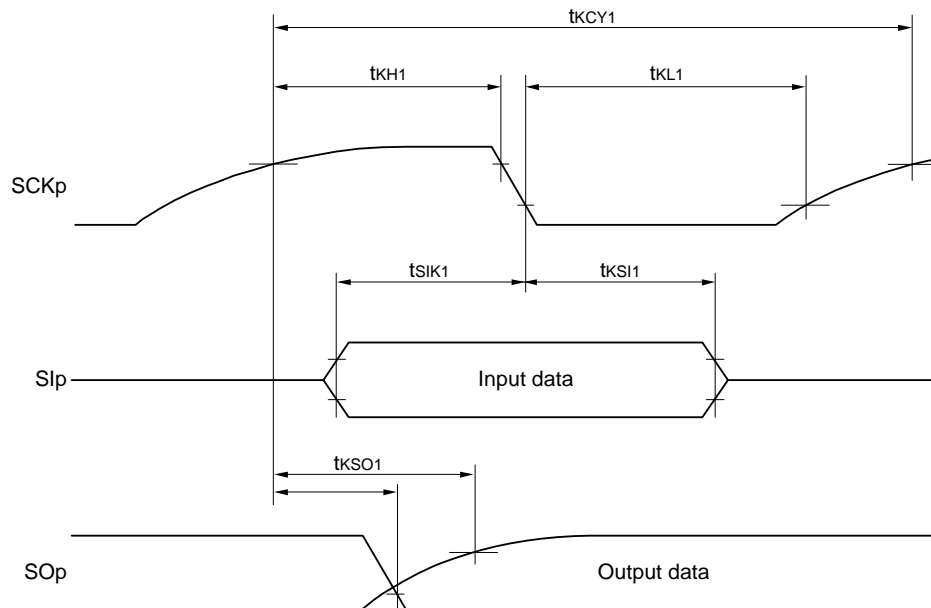 tKCY1
tKH1
tKL1
SCKp
tSIK1
tKSI1
SIp
Input data
tKSO1
SOp
Output data